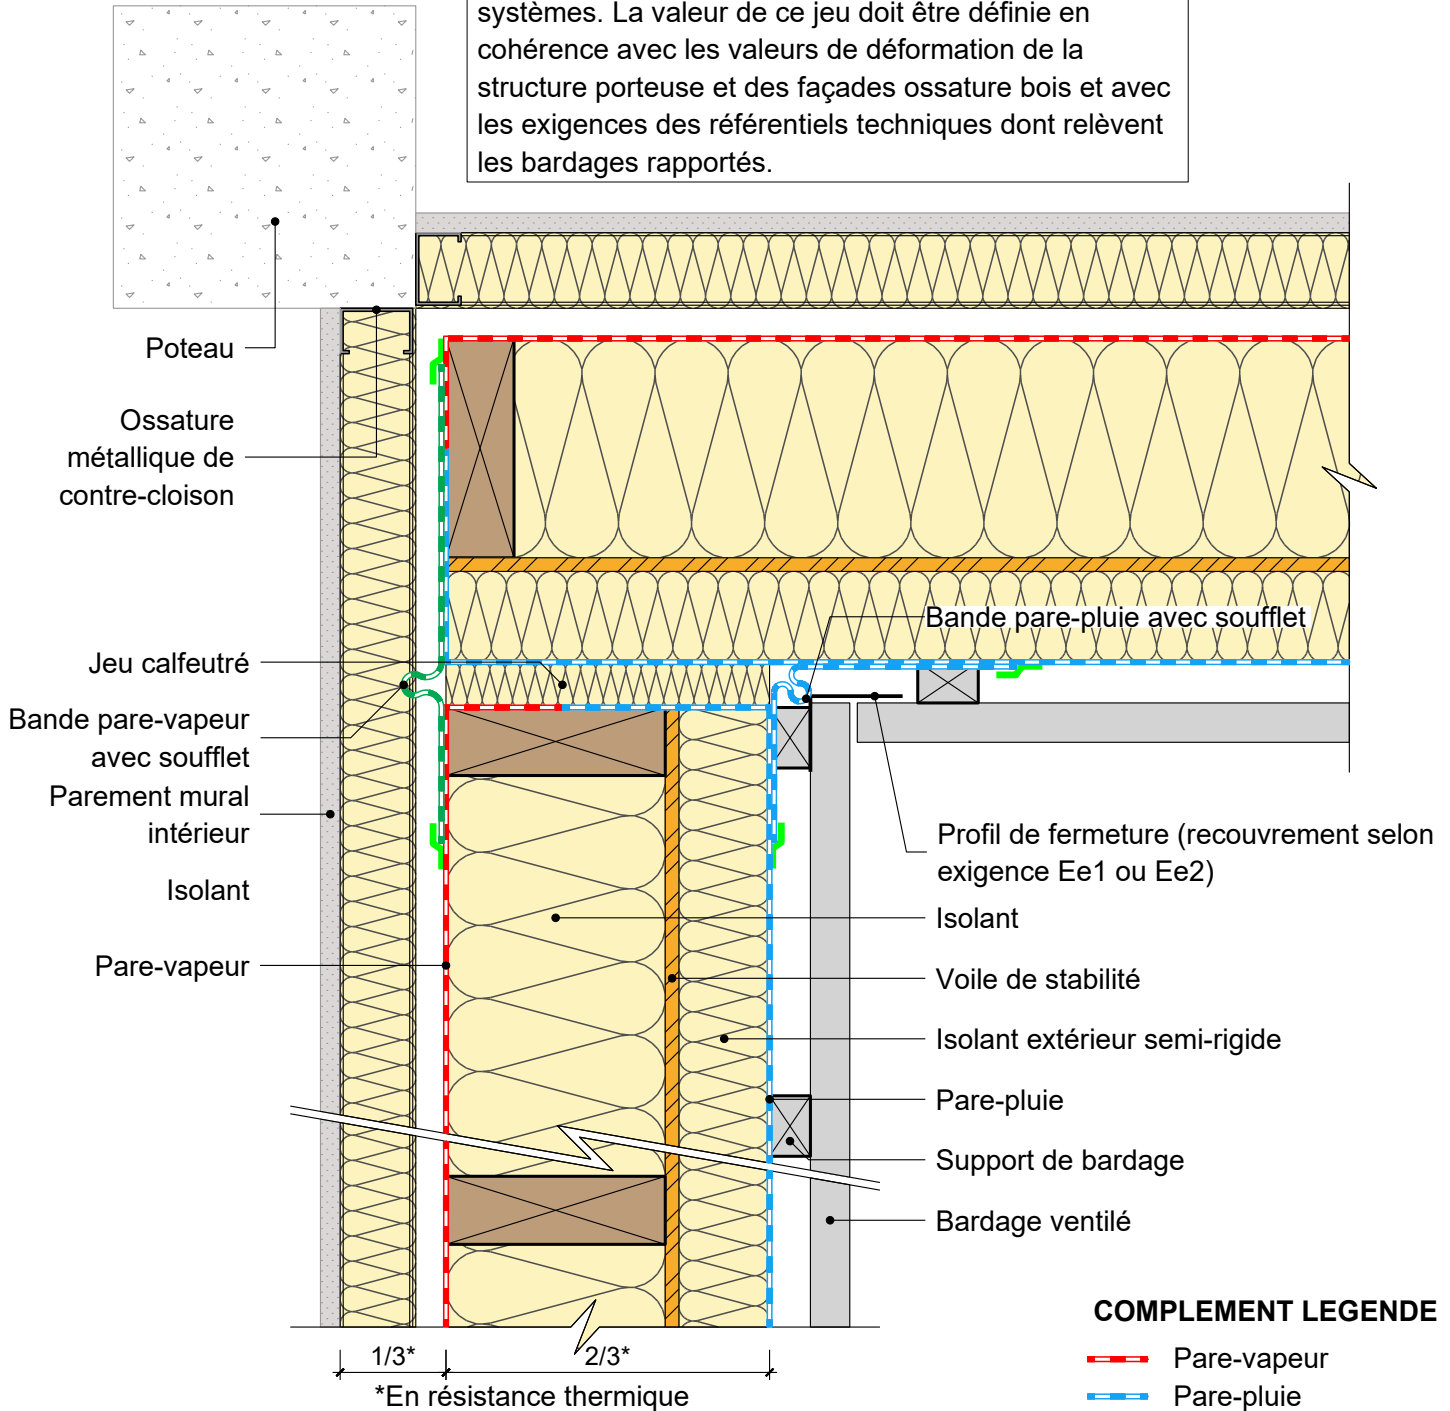 systèmes. La valeur de ce jeu doit être définie en
cohérence avec les valeurs de déformation de la
structure porteuse et des façades ossature bois et avec
les exigences des référentiels techniques dont relèvent
les bardages rapportés.
Poteau
Ossature
métallique de
contre-cloison
Jeu calfeutré
Bande pare-vapeur
avec soufflet
Parement mural
intérieur
Isolant
Pare-vapeur
Bande pare-pluie avec soufflet
Profil de fermeture (recouvrement selon
exigence Ee1 ou Ee2)
Isolant
Voile de stabilité
Isolant extérieur semi-rigide
Pare-pluie
Support de bardage
Bardage ventilé
1/3*
2/3*
*En résistance thermique
COMPLEMENT LEGENDE
Pare-vapeur
Pare-pluie